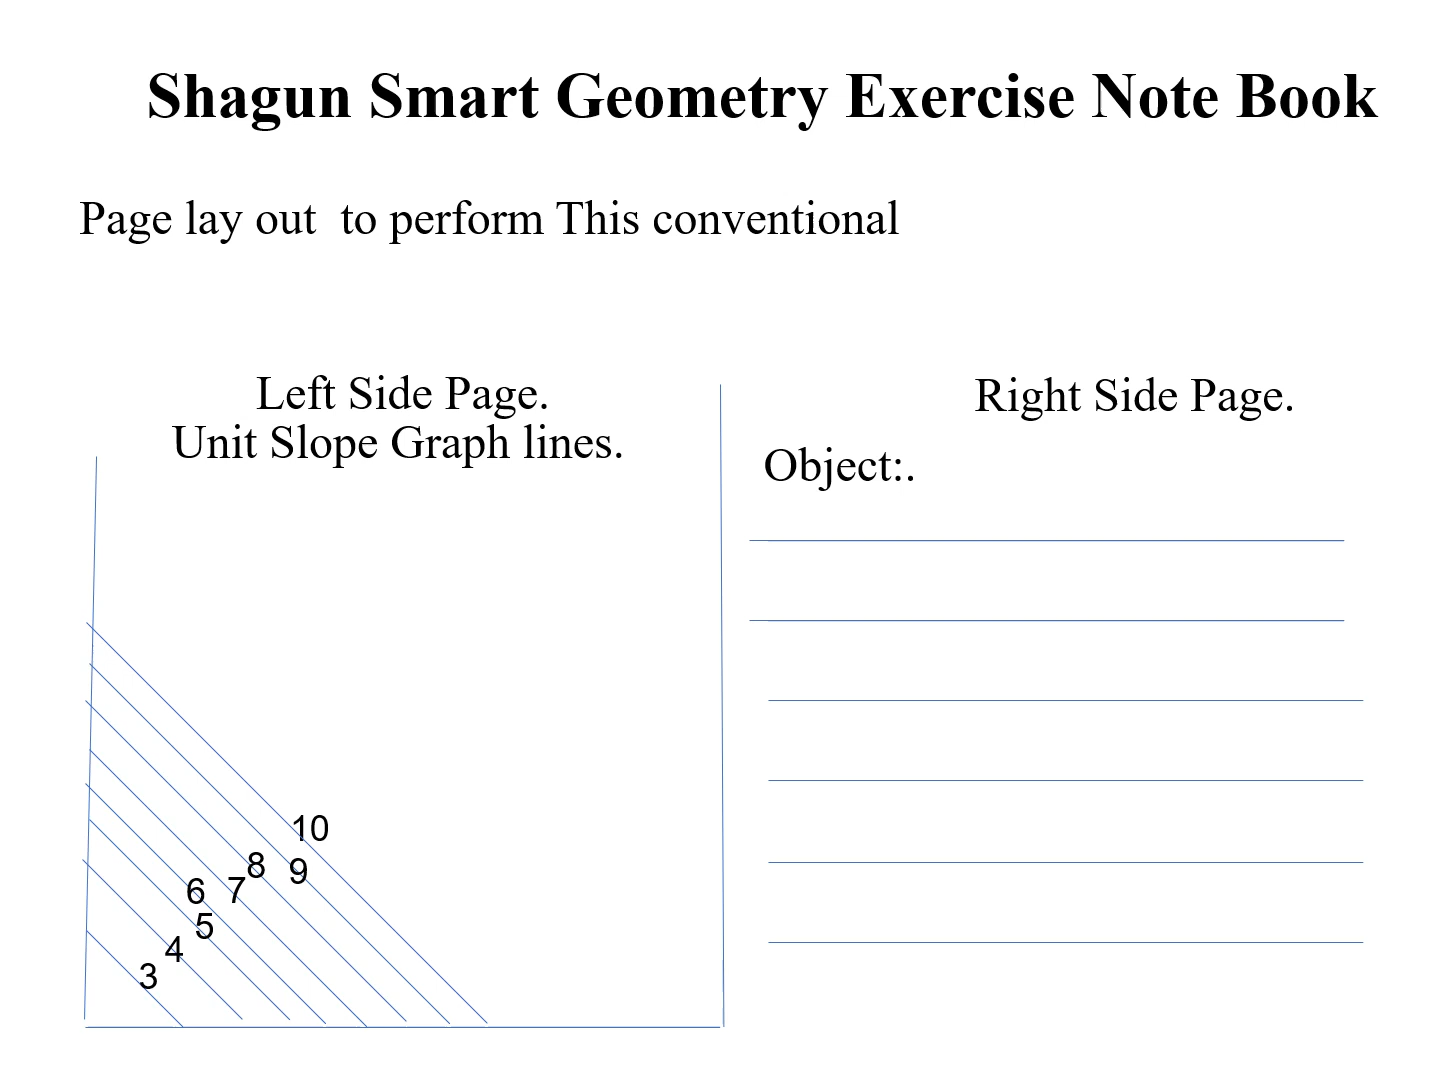 Shagun Smart Geometry Exercise Note Book
Page lay out  to perform This conventional
Left Side Page.
Unit Slope Graph lines.
Right Side Page.
Object:.
10
8 9
6 7
5
4
3